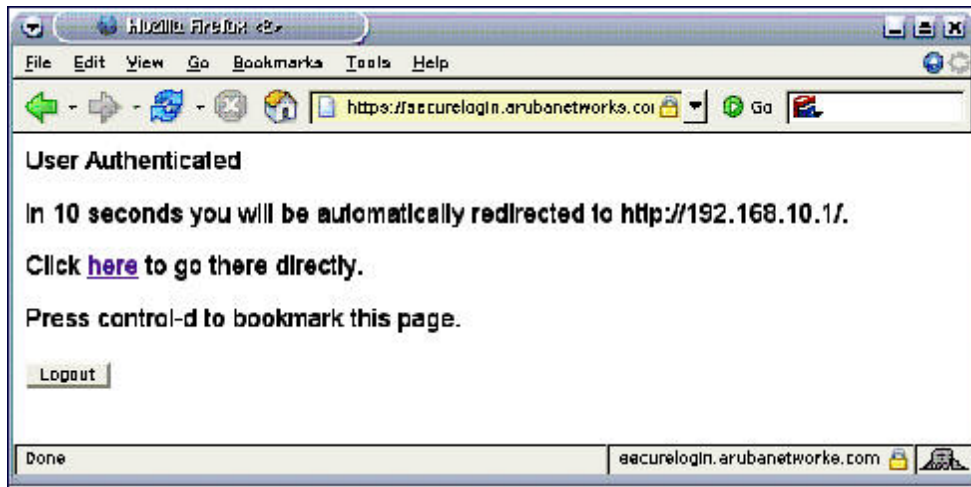 Mozilla Firefox <2>
File Edit View Go Bookmarks Tools Help
https://securelogin.arubanetworks.co Go
User Authenticated
In 10 seconds you will be automatically redirected to http://192.168.10.1/.
Click here to go there directly.
Press control-d to bookmark this page.
Logout
Done securelogin.arubanetworks.com